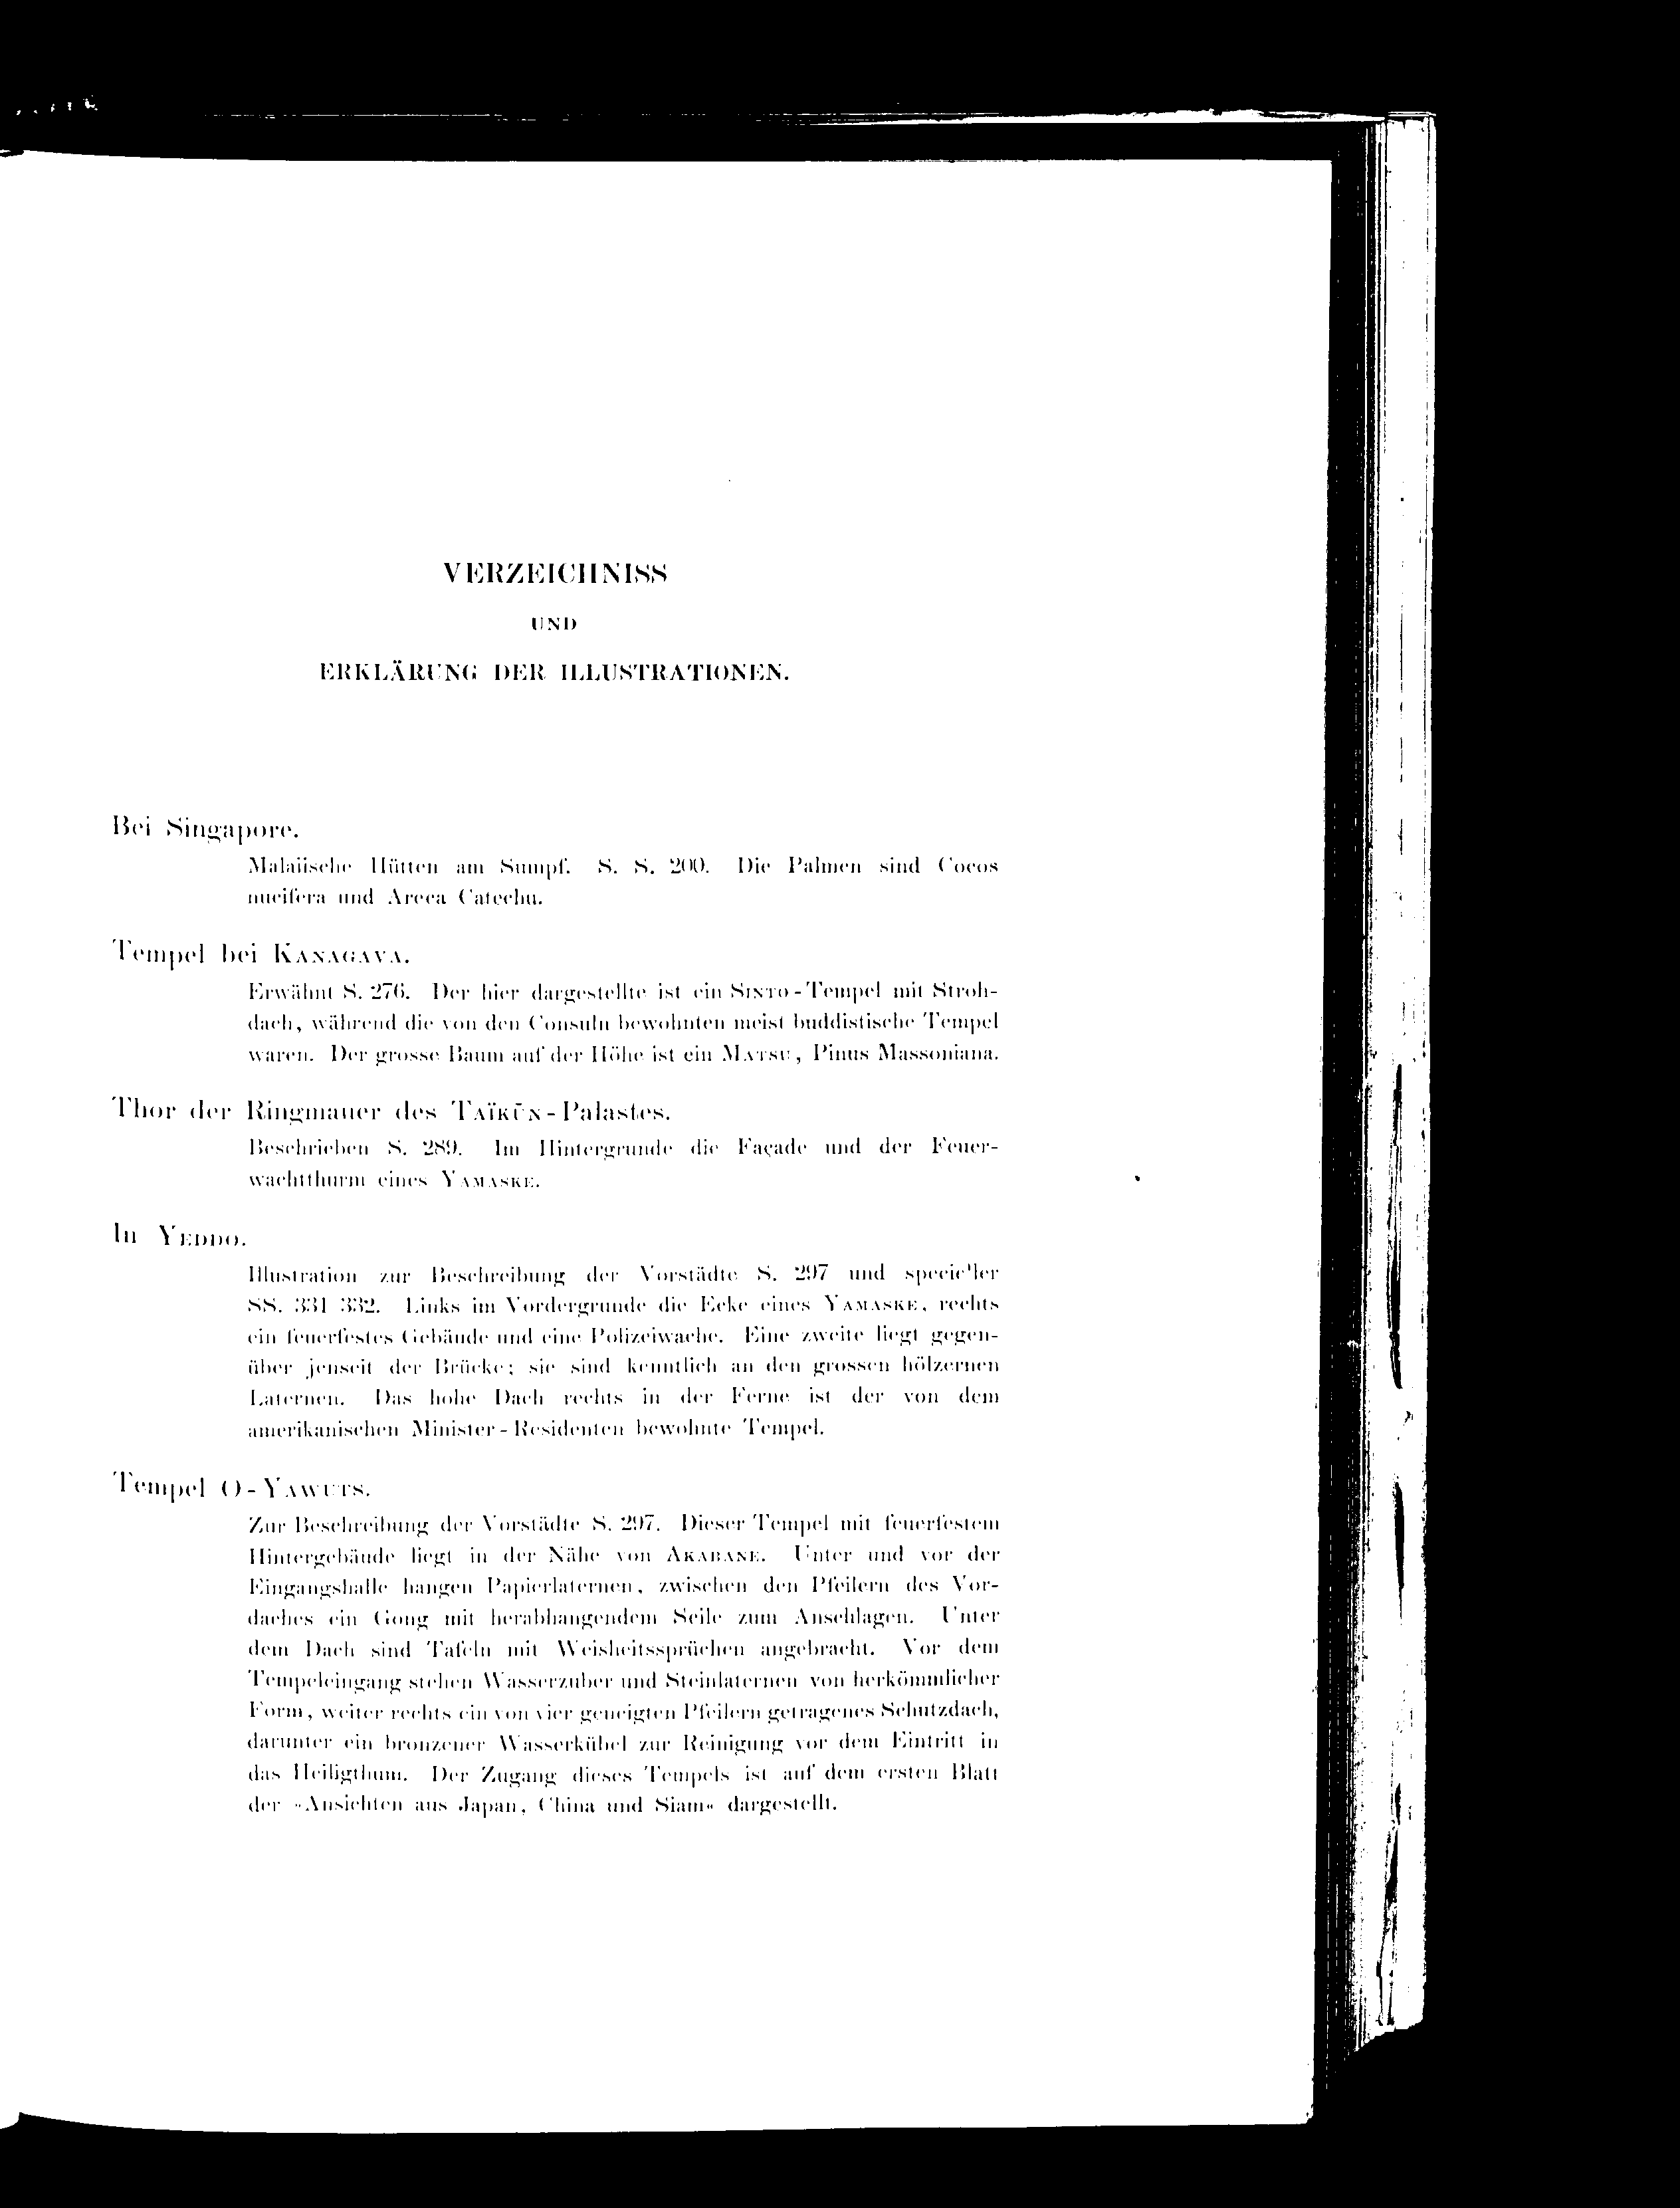 VERZEICHNISS
UND
ERKLÄRUNG DER ILLUSTRATIONEN.
Bei Singapore.
Malaiische Hütten am Sumpf. S. S. 200. Die Palmen sind Cocos
nucifera und Areca Catechu.
Tempel bei KANAGAVA.
Erwähnt S. 276. Der hier dargestellte ist ein SINTO-Tempel mit Stroh-
dach, während die von den Consuln bewohnten meist buddistische Tempel
waren. Der grosse Baum auf der Höhe ist ein MATSU, Pinus Massoniana.
Thor der Ringmauer des TAÏKŪN-Palastes.
Beschrieben S. 289. Im Hintergrunde die Façade und der Feuer-
wachtthurm eines YAMASKE.
In YEDDO.
Illustration zur Beschreibung der Vorstädte S. 297 und specieller
SS. 331 332. Links im Vordergrunde die Ecke eines YAMASKE, rechts
ein feuerfestes Gebäude und eine Polizeiwache. Eine zweite liegt gegen-
über jenseit der Brücke; sie sind kenntlich an den grossen hölzernen
Laternen. Das hohe Dach rechts in der Ferne ist der von dem
amerikanischen Minister-Residenten bewohnte Tempel.
Tempel O-YAWUTS.
Zur Beschreibung der Vorstädte S. 297. Dieser Tempel mit feuerfestem
Hintergebäude liegt in der Nähe von AKABANE. Unter und vor der
Eingangshalle hangen Papierlaternen, zwischen den Pfeilern des Vor-
daches ein Gong mit herabhangendem Seile zum Anschlagen. Unter
dem Dach sind Tafeln mit Weisheitssprüchen angebracht. Vor dem
Tempeleingang stehen Wasserzuber und Steinlaternen von herkömmlicher
Form, weiter rechts ein von vier geneigten Pfeilern getragenes Schutzdach,
darunter ein bronzener Wasserkübel zur Reinigung vor dem Eintritt in
das Heiligthum. Der Zugang dieses Tempels ist auf dem ersten Blatt
der »Ansichten aus Japan, China und Siam« dargestellt.